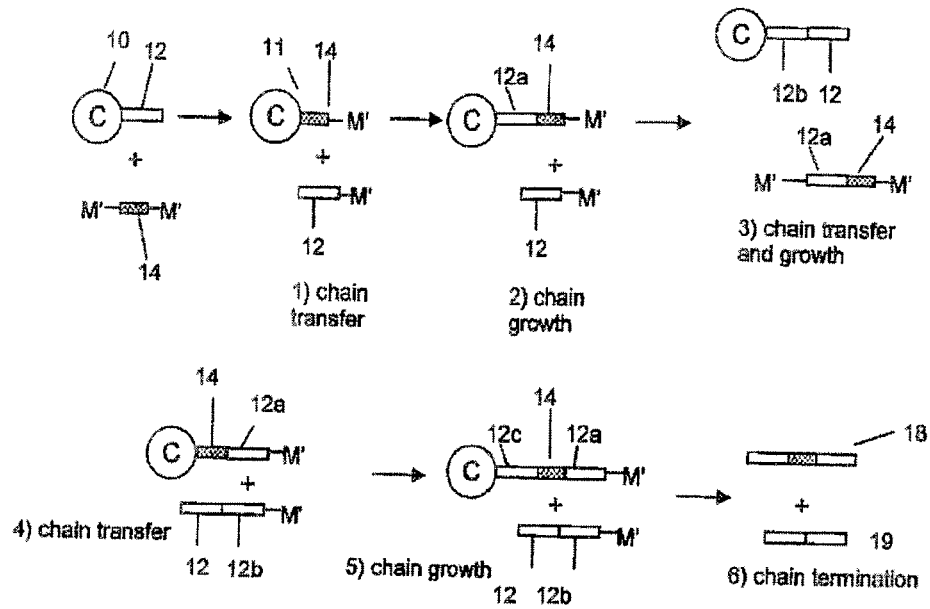 10 12
C
+
M' M'
14
11 14
C M'
+
M'
12
1) chain
transfer
14
12a
C M'
+
M'
12
2) chain
growth
C
12b 12
12a 14
M' M'
3) chain transfer
and growth
14
12a
C M'
+
M'
4) chain transfer
12 12b
14
12c 12a
C M'
+
M'
5) chain growth
12 12b
18
+
19
6) chain termination